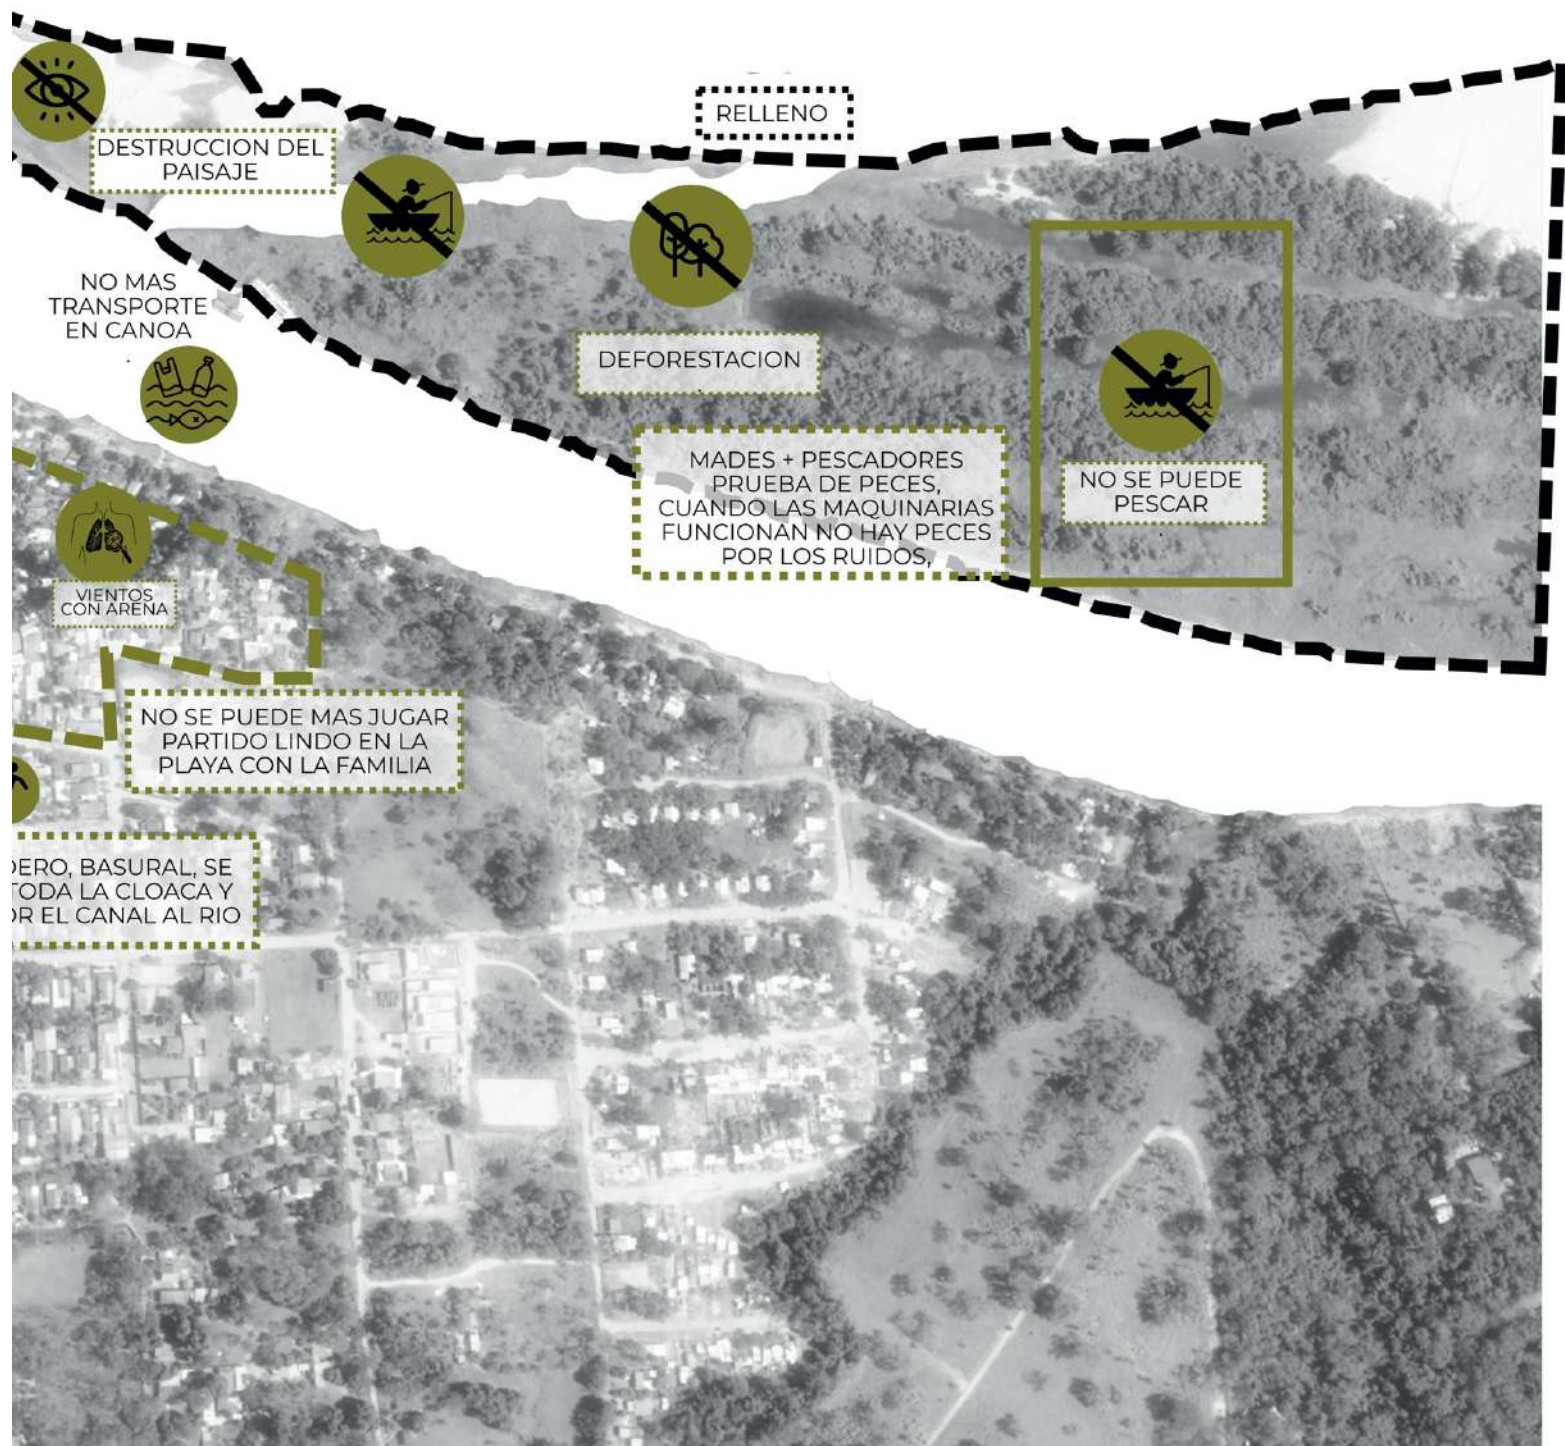 RELLENO
DESTRUCCION DEL
PAISAJE
NO MAS
TRANSPORTE
EN CANOA
DEFORESTACION
MADES + PESCADORES
PRUEBA DE PECES,
CUANDO LAS MAQUINARIAS
FUNCIONAN NO HAY PECES
POR LOS RUIDOS,
NO SE PUEDE
PESCAR
VIENTOS
CON ARENA
NO SE PUEDE MAS JUGAR
PARTIDO LINDO EN LA
PLAYA CON LA FAMILIA
DERO, BASURAL, SE
TODA LA CLOACA Y
OR EL CANAL AL RIO